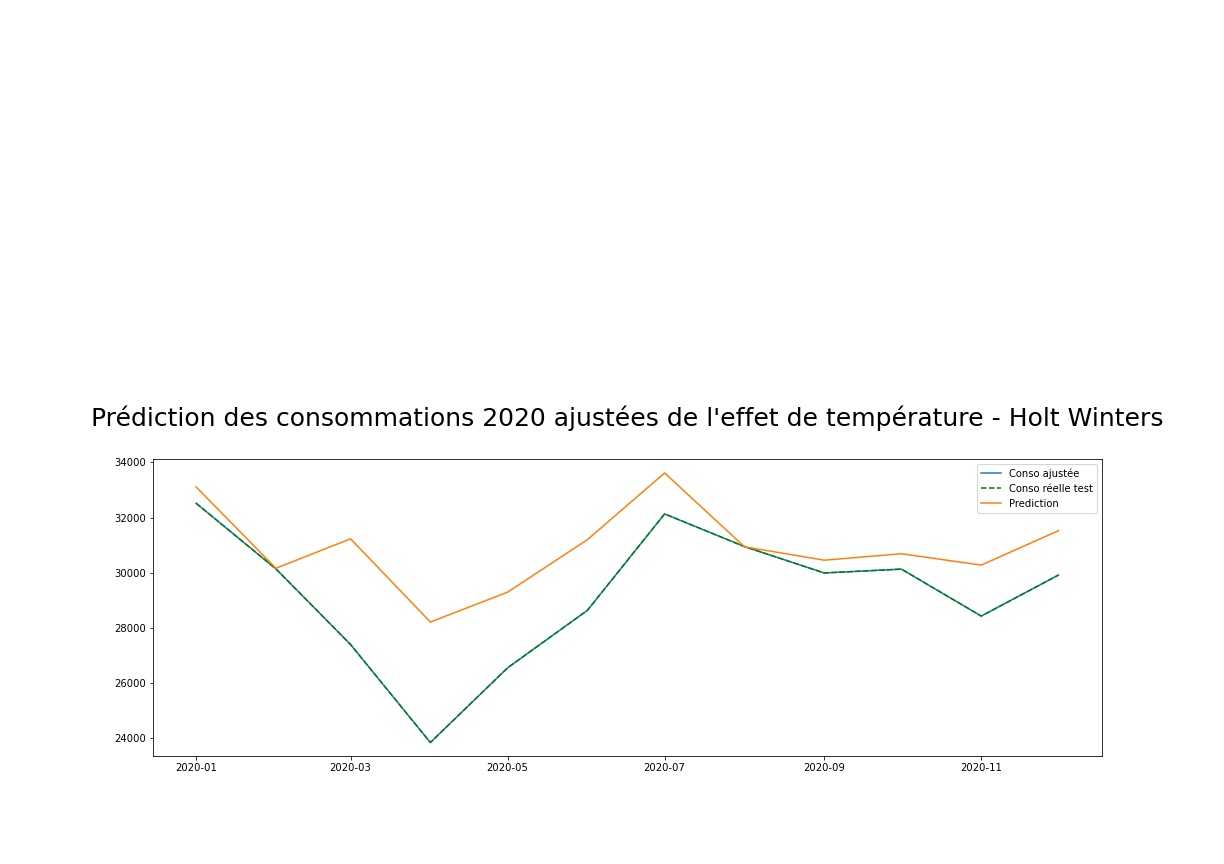 Prédiction des consommations 2020 ajustées de l'effet de température - Holt Winters
34000
32000
30000
28000
26000
24000
Conso ajustée
Conso réelle test
Prediction
2020-01 2020-03 2020-05 2020-07 2020-09 2020-11